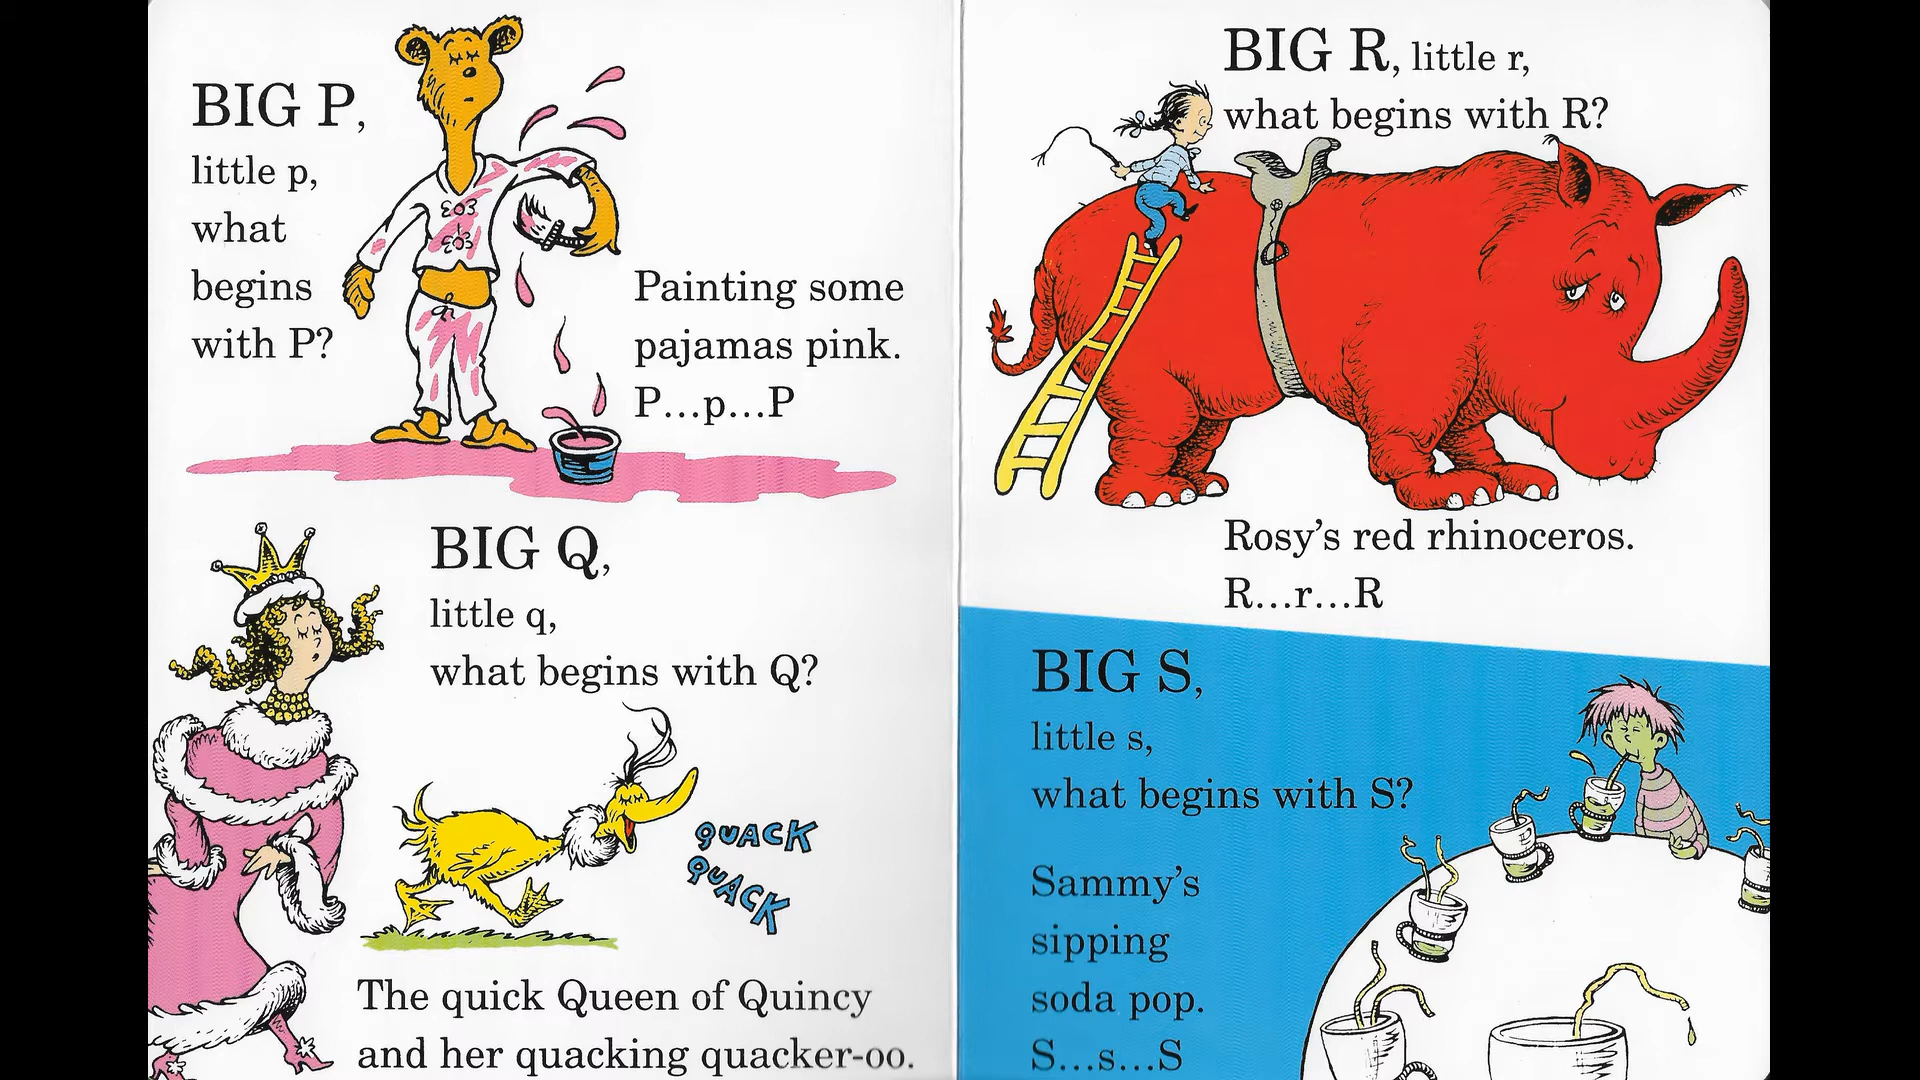 BIG P,
little p,
what
begins
with P?
Painting some
pajamas pink.
P...p...P
BIG Q,
little q,
what begins with Q?
QUACK
QUACK
The quick Queen of Quincy
and her quacking quacker-oo.
BIG R, little r,
what begins with R?
Rosy's red rhinoceros.
R...r...R
BIG S,
little s,
what begins with S?
Sammy's
sipping
soda pop.
S...s...S